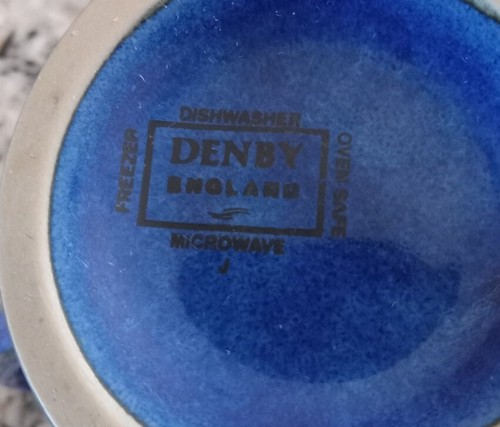 DISHWASHER
FREEZER
DENBY
ENGLAND
OVEN-SAFE
MICROWAVE
J